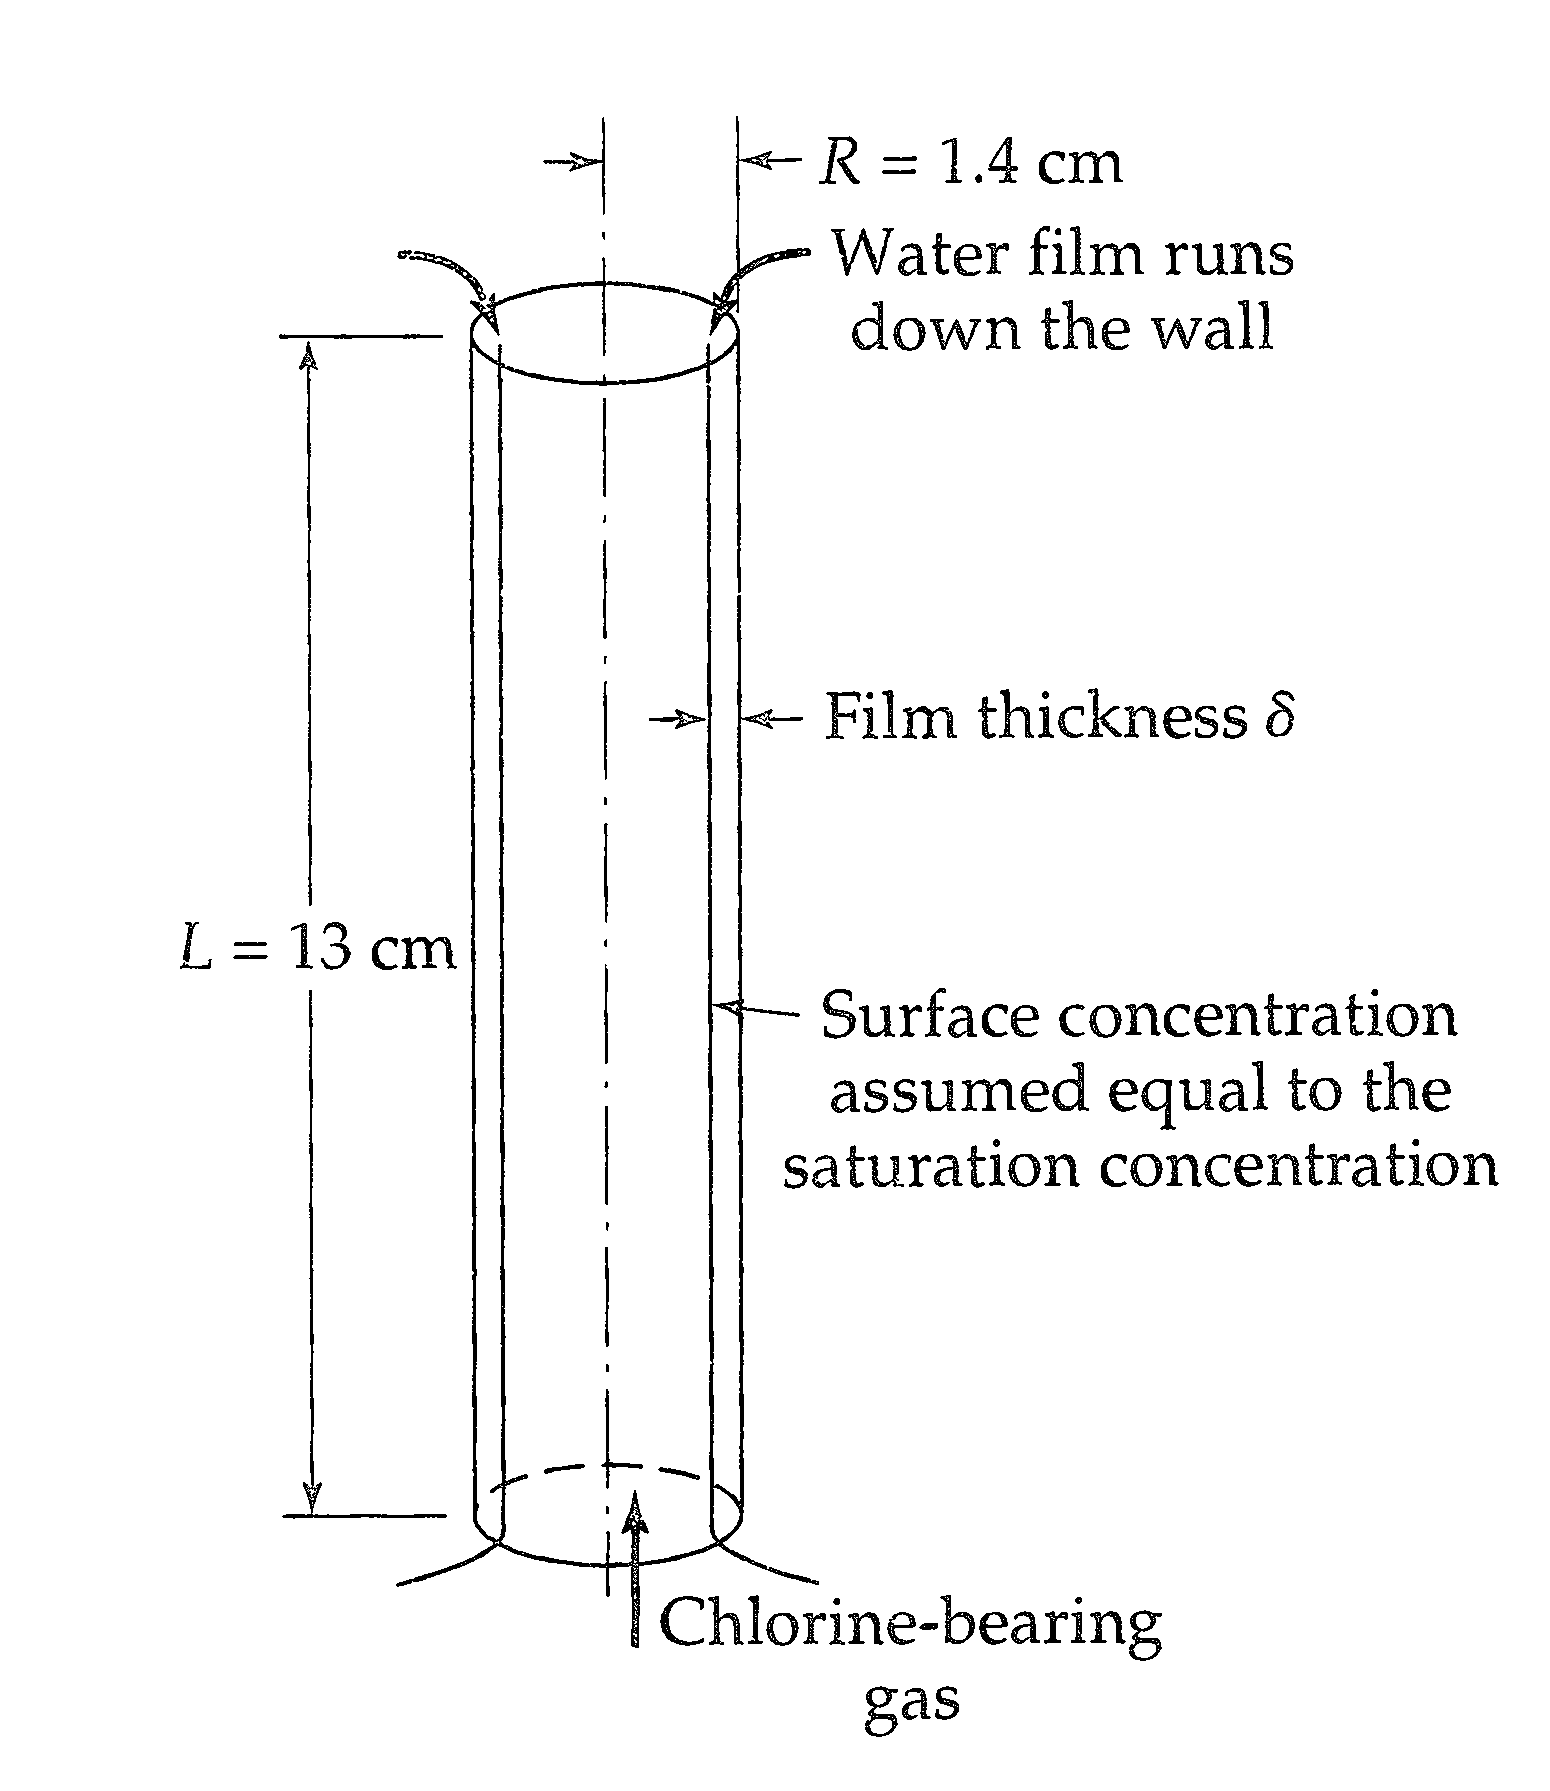 R = 1.4 cm
Water film runs
down the wall
Film thickness δ
L = 13 cm
Surface concentration
assumed equal to the
saturation concentration
Chlorine-bearing
gas